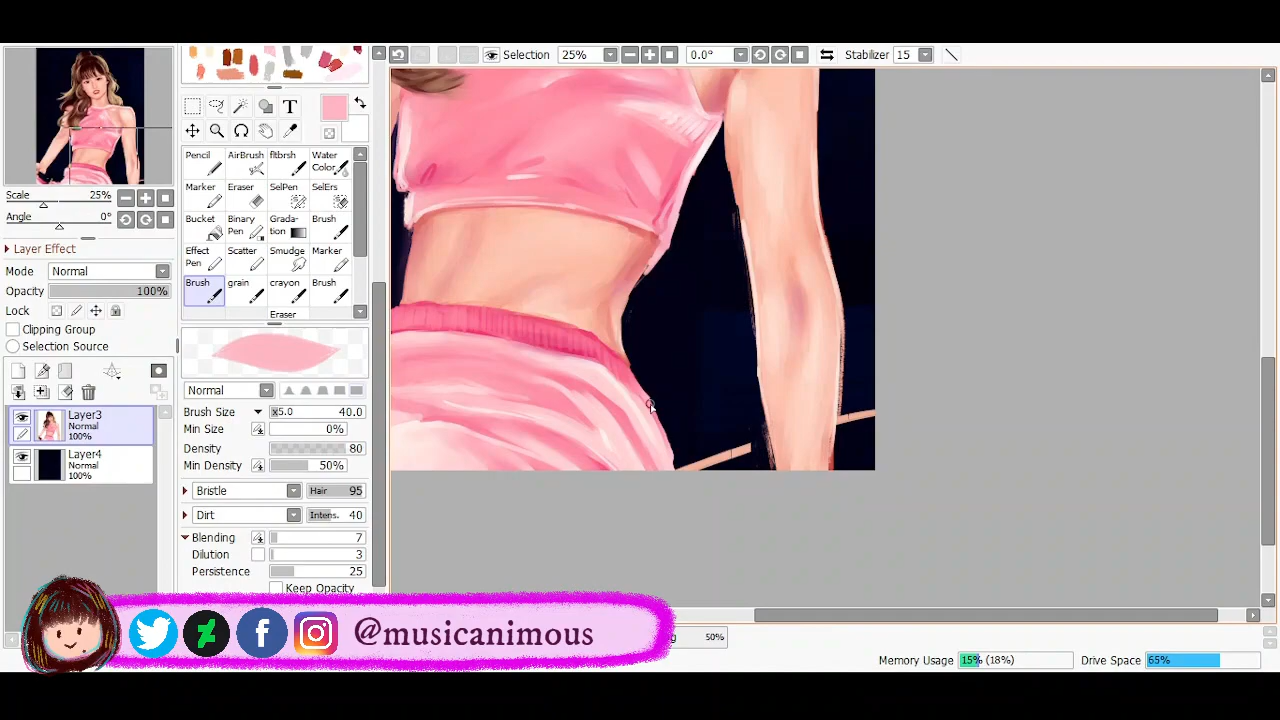 Selection 25% 0.0° Stabilizer 15
T
Scale 25%
Angle 0°
Layer Effect
Mode Normal
Opacity 100%
Lock
Clipping Group
Selection Source
Layer3
Normal
100%
Layer4
Normal
100%
Pencil AirBrush fltbrsh Water Color
Marker Eraser SelPen SelErs
Bucket Binary Pen Grada-tion Brush
Effect Pen Scatter Smudge Marker
Brush grain crayon Brush
Eraser
Normal
Brush Size x5.0 40.0
Min Size 0%
Density 80
Min Density 50%
Bristle Hair 95
Dirt Intens. 40
Blending 7
Dilution 3
Persistence 25
Keep Opacity
@musicanimous
50%
Memory Usage 15% (18%) Drive Space 65%